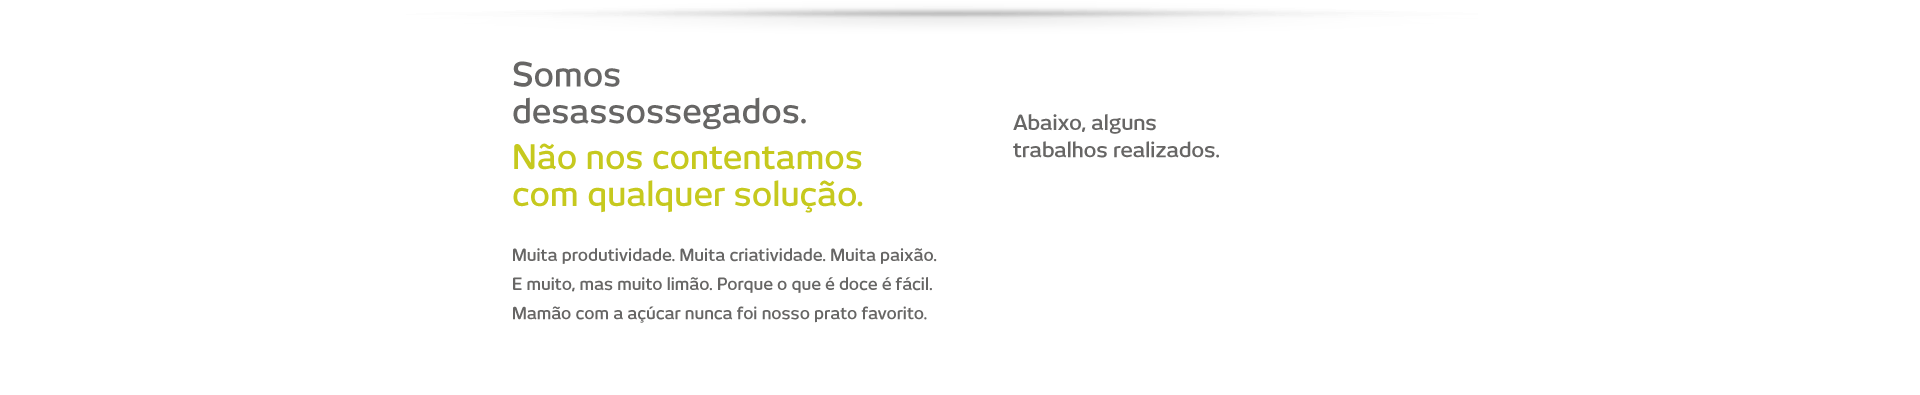 Somos
desassossegados.
Não nos contentamos
com qualquer solução.
Muita produtividade. Muita criatividade. Muita paixão.
E muito, mas muito limão. Porque o que é doce é fácil.
Mamão com a açúcar nunca foi nosso prato favorito.
Abaixo, alguns
trabalhos realizados.